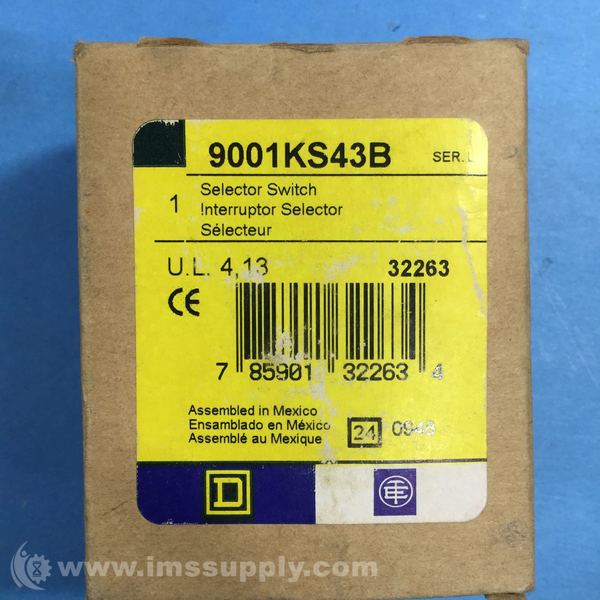 9001KS43B SER. L
1
Selector Switch
Interruptor Selector
Sélecteur
U.L. 4,13 32263
CE
7 85901 32263 4
Assembled in Mexico
Ensamblado en México
Assemblé au Mexique
24 0948
D
www.imssupply.com